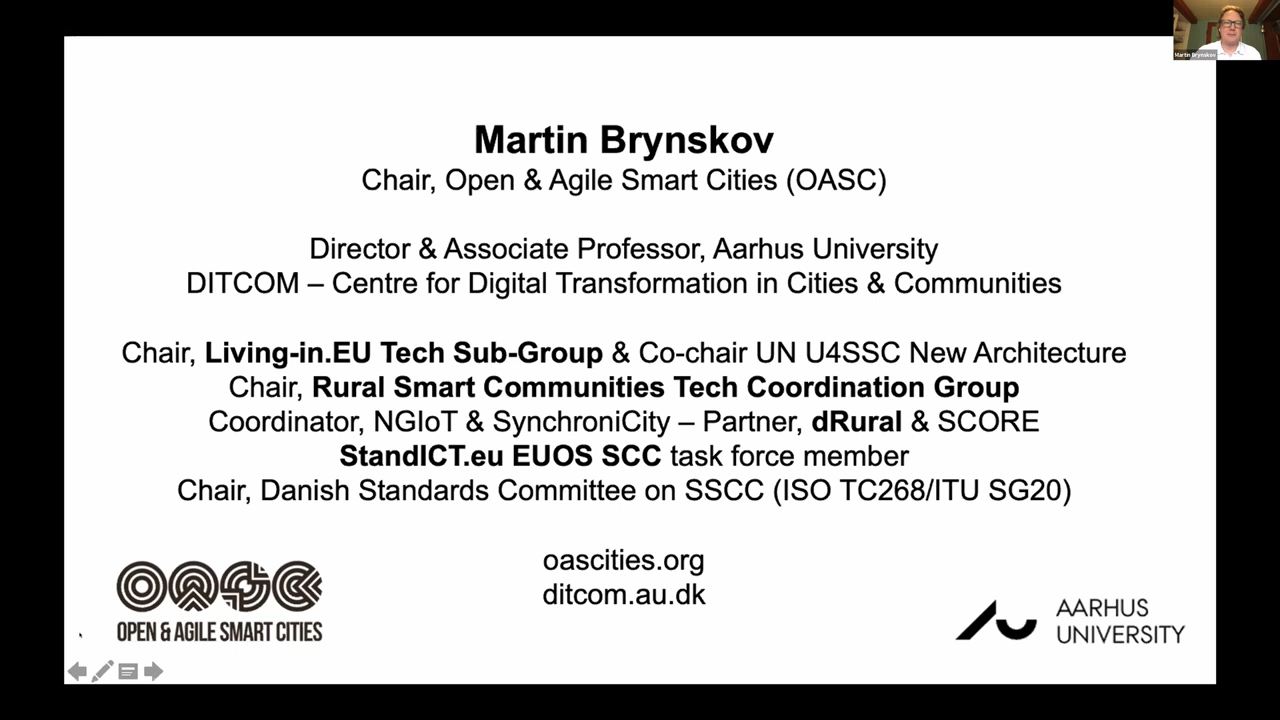 Martin Brynskov
Martin Brynskov
Chair, Open & Agile Smart Cities (OASC)
Director & Associate Professor, Aarhus University
DITCOM – Centre for Digital Transformation in Cities & Communities
Chair, Living-in.EU Tech Sub-Group & Co-chair UN U4SSC New Architecture
Chair, Rural Smart Communities Tech Coordination Group
Coordinator, NGIoT & SynchroniCity – Partner, dRural & SCORE
StandICT.eu EUOS SCC task force member
Chair, Danish Standards Committee on SSCC (ISO TC268/ITU SG20)
oascities.org
ditcom.au.dk
OASC
OPEN & AGILE SMART CITIES
AARHUS
UNIVERSITY